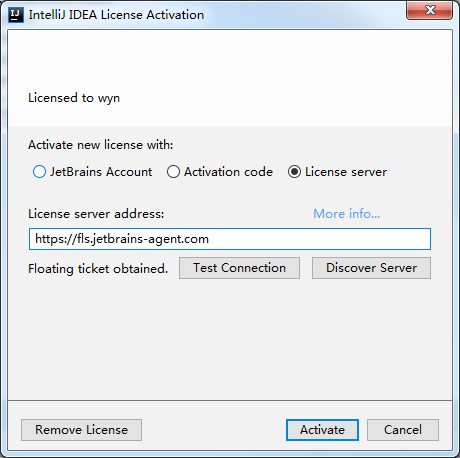 IJ IntelliJ IDEA License Activation
Licensed to wyn
Activate new license with:
JetBrains Account Activation code License server
License server address: More info...
https://fls.jetbrains-agent.com
Floating ticket obtained. Test Connection Discover Server
Remove License Activate Cancel